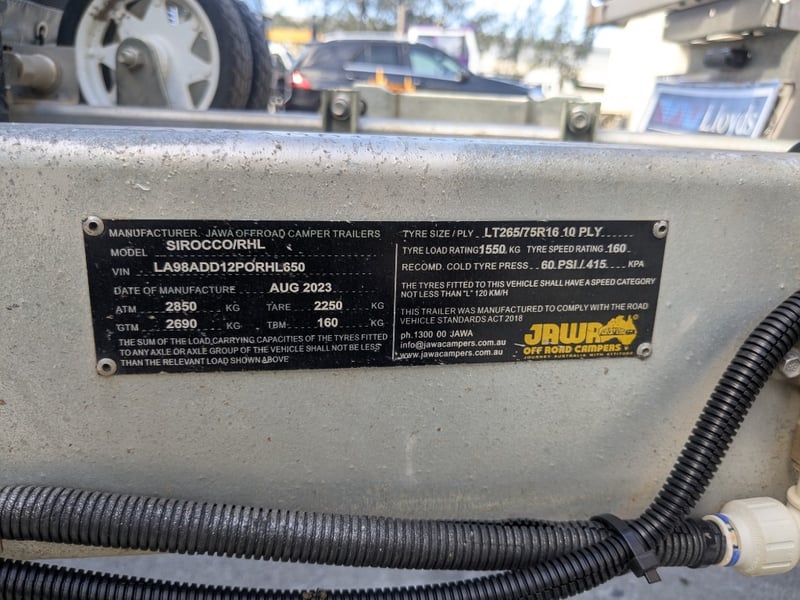 Lloyds
MANUFACTURER. JAWA OFFROAD CAMPER TRAILERS
MODEL SIROCCO/RHL
VIN LA98ADD12PORHL650
DATE OF MANUFACTURE AUG 2023
ATM 2850 KG TARE 2250 KG
GTM 2690 KG TBM 160 KG
THE SUM OF THE LOAD CARRYING CAPACITIES OF THE TYRES FITTED
TO ANY AXLE OR AXLE GROUP OF THE VEHICLE SHALL NOT BE LESS
THAN THE RELEVANT LOAD SHOWN ABOVE
TYRE SIZE / PLY LT265/75R16 10 PLY
TYRE LOAD RATING 1550 KG TYRE SPEED RATING 160
RECOMD. COLD TYRE PRESS 60 PSI / 415 KPA
THE TYRES FITTED TO THIS VEHICLE SHALL HAVE A SPEED CATEGORY
NOT LESS THAN "L" 120 KM/H
THIS TRAILER WAS MANUFACTURED TO COMPLY WITH THE ROAD
VEHICLE STANDARDS ACT 2018
ph.1300 00 JAWA
info@jawacampers.com.au
www.jawacampers.com.au
JAWA
OFF ROAD CAMPERS
JOURNEY AUSTRALIA WITH ATTITUDE